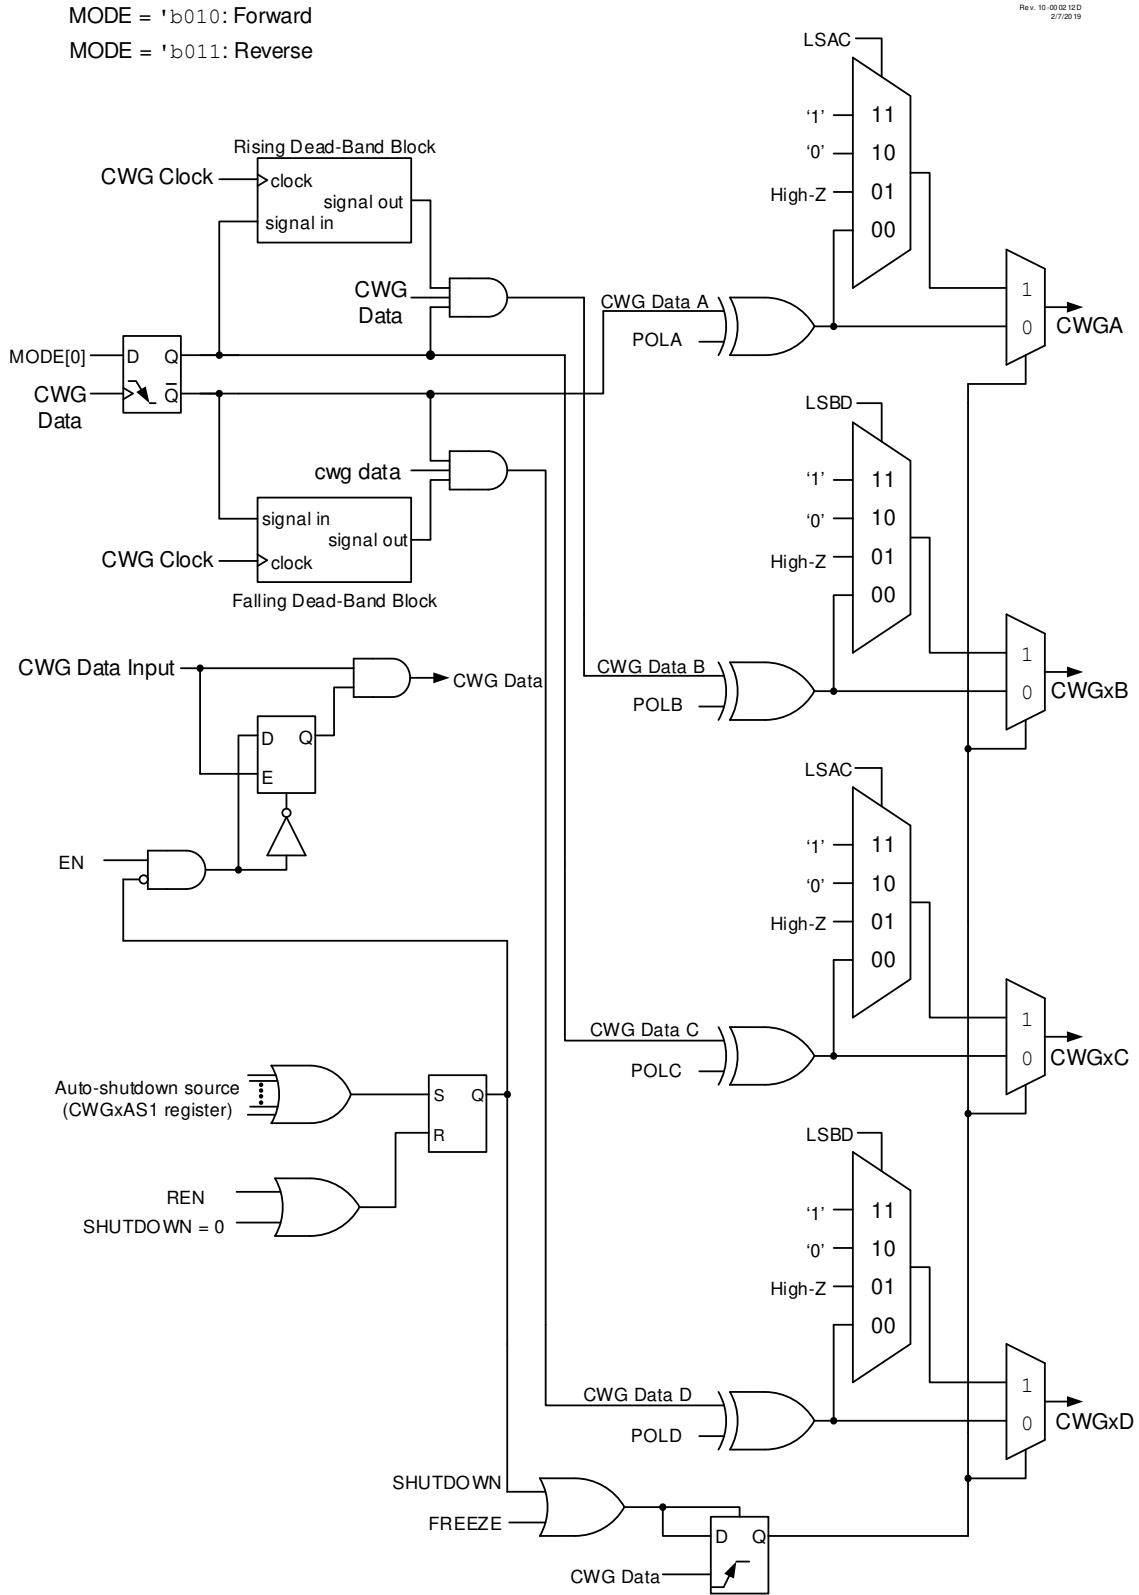 MODE = 'b010: Forward
MODE = 'b011: Reverse
Rev. 10-000212D
2/7/2019
LSAC
'1'
11
'0'
10
High-Z
01
00
Rising Dead-Band Block
CWG Clock
clock
signal out
signal in
CWG
Data
CWG Data A
POLA
1
0
CWGA
MODE[0]
D
Q
CWG
Data
Q
cwg data
signal in
signal out
CWG Clock
clock
Falling Dead-Band Block
LSBD
'1'
11
'0'
10
High-Z
01
00
CWG Data Input
CWG Data
D
Q
E
CWG Data B
POLB
1
0
CWGxB
EN
LSAC
'1'
11
'0'
10
High-Z
01
00
CWG Data C
POLC
1
0
CWGxC
Auto-shutdown source
(CWGxAS1 register)
S
Q
R
REN
SHUTDOWN = 0
LSBD
'1'
11
'0'
10
High-Z
01
00
CWG Data D
POLD
1
0
CWGxD
SHUTDOWN
FREEZE
D
Q
CWG Data